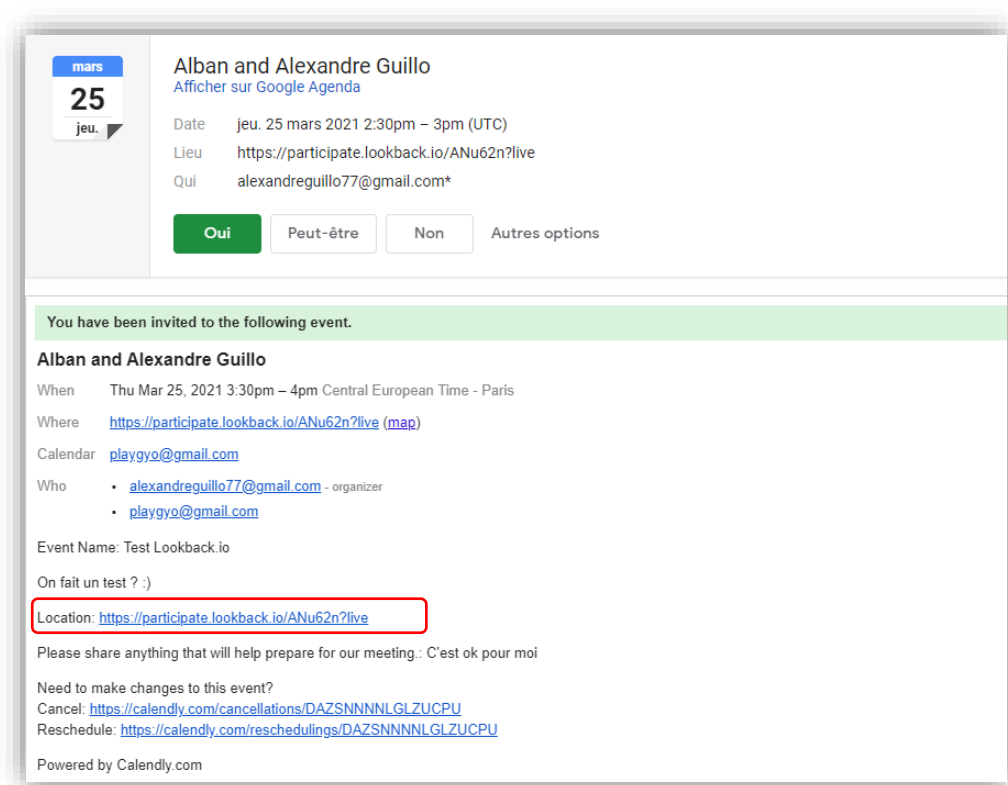 mars
25
jeu.
Alban and Alexandre Guillo
Afficher sur Google Agenda
Date jeu. 25 mars 2021 2:30pm – 3pm (UTC)
Lieu https://participate.lookback.io/ANu62n?live
Qui alexandreguillo77@gmail.com*
Oui Peut-être Non Autres options
You have been invited to the following event.
Alban and Alexandre Guillo
When Thu Mar 25, 2021 3:30pm – 4pm Central European Time - Paris
Where https://participate.lookback.io/ANu62n?live (map)
Calendar playgyo@gmail.com
Who • alexandreguillo77@gmail.com - organizer
• playgyo@gmail.com
Event Name: Test Lookback.io
On fait un test ? :)
Location: https://participate.lookback.io/ANu62n?live
Please share anything that will help prepare for our meeting.: C'est ok pour moi
Need to make changes to this event?
Cancel: https://calendly.com/cancellations/DAZSNNNNLGLZUCPU
Reschedule: https://calendly.com/reschedulings/DAZSNNNNLGLZUCPU
Powered by Calendly.com